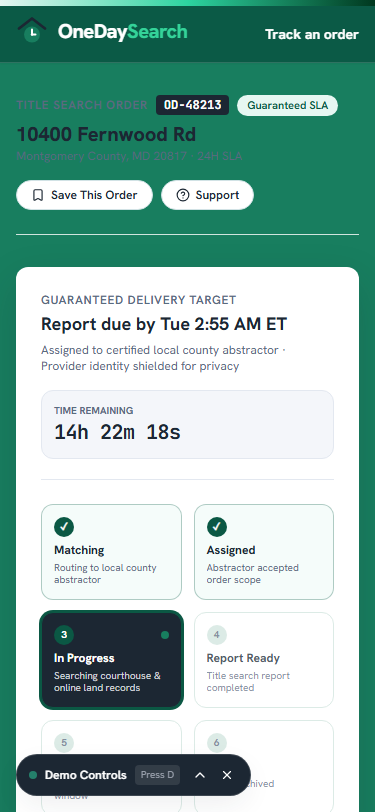 OneDaySearch
Track an order
TITLE SEARCH ORDER OD-48213 Guaranteed SLA
10400 Fernwood Rd
Montgomery County, MD 20817 · 24H SLA
Save This Order
Support
GUARANTEED DELIVERY TARGET
Report due by Tue 2:55 AM ET
Assigned to certified local county abstractor ·
Provider identity shielded for privacy
TIME REMAINING
14h 22m 18s
Matching
Routing to local county
abstractor
Assigned
Abstractor accepted
order scope
3
In Progress
Searching courthouse &
online land records
4
Report Ready
Title search report
completed
5
6
window
Demo Controls
Press D